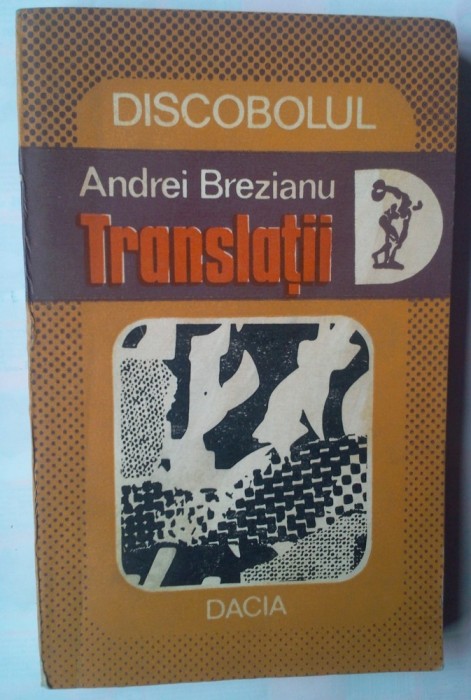 DISCOBOLUL
Andrei Brezianu
Translații
DACIA